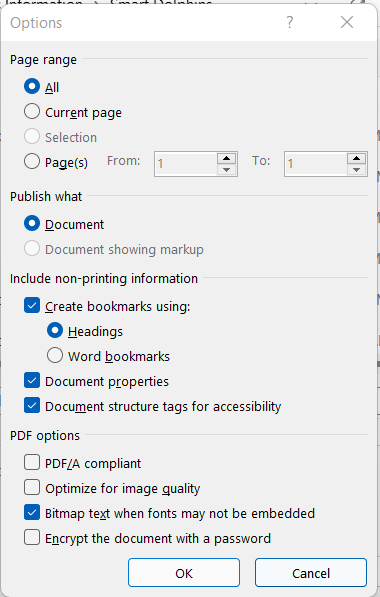 Information > Smart Dolphins
Options
?
Page range
All
Current page
Selection
Page(s) From: 1 To: 1
Publish what
Document
Document showing markup
Include non-printing information
Create bookmarks using:
Headings
Word bookmarks
Document properties
Document structure tags for accessibility
PDF options
PDF/A compliant
Optimize for image quality
Bitmap text when fonts may not be embedded
Encrypt the document with a password
OK Cancel